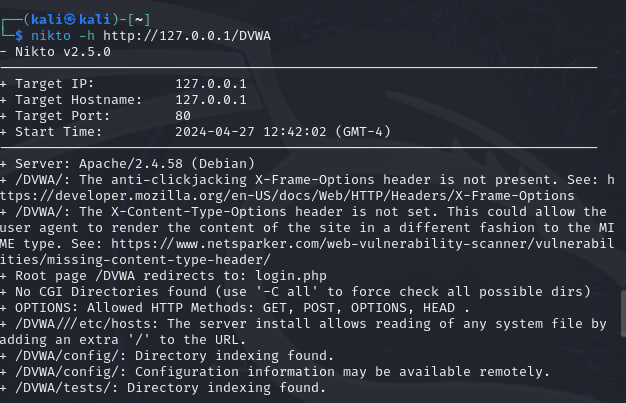 ┌──(kali㉿kali)-[~]
└─$ nikto -h http://127.0.0.1/DVWA
- Nikto v2.5.0
---------------------------------------------------------------------------
+ Target IP:          127.0.0.1
+ Target Hostname:    127.0.0.1
+ Target Port:        80
+ Start Time:         2024-04-27 12:42:02 (GMT-4)
---------------------------------------------------------------------------
+ Server: Apache/2.4.58 (Debian)
+ /DVWA/: The anti-clickjacking X-Frame-Options header is not present. See: h
ttps://developer.mozilla.org/en-US/docs/Web/HTTP/Headers/X-Frame-Options
+ /DVWA/: The X-Content-Type-Options header is not set. This could allow the
user agent to render the content of the site in a different fashion to the MI
ME type. See: https://www.netsparker.com/web-vulnerability-scanner/vulnerabil
ities/missing-content-type-header/
+ Root page /DVWA redirects to: login.php
+ No CGI Directories found (use '-C all' to force check all possible dirs)
+ OPTIONS: Allowed HTTP Methods: GET, POST, OPTIONS, HEAD .
+ /DVWA///etc/hosts: The server install allows reading of any system file by
adding an extra '/' to the URL.
+ /DVWA/config/: Directory indexing found.
+ /DVWA/config/: Configuration information may be available remotely.
+ /DVWA/tests/: Directory indexing found.